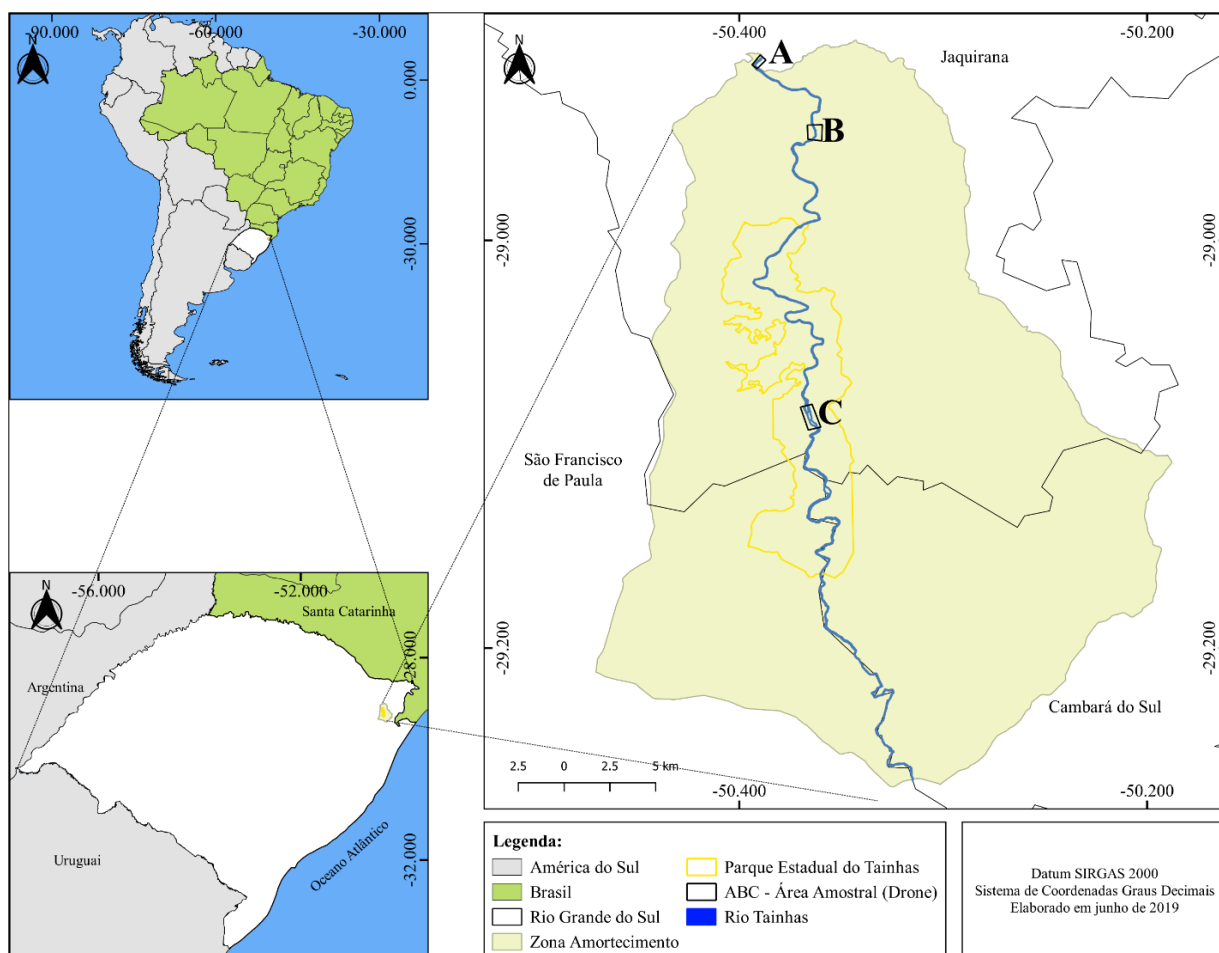 -90.000
-60.000
-30.000
N
0.000
-30.000
-50.400
-50.200
N
A
Jaquirana
B
-29.000
-29.000
C
São Francisco
de Paula
-29.200
-29.200
Cambará do Sul
2.5 0 2.5 5 km
-50.400
-50.200
-56.000
-52.000
N
Santa Catarinha
-28.000
Argentina
Uruguai
Oceano Atlântico
-32.000
Legenda:
América do Sul
Brasil
Rio Grande do Sul
Zona Amortecimento
Parque Estadual do Tainhas
ABC - Área Amostral (Drone)
Rio Tainhas
Datum SIRGAS 2000
Sistema de Coordenadas Graus Decimais
Elaborado em junho de 2019